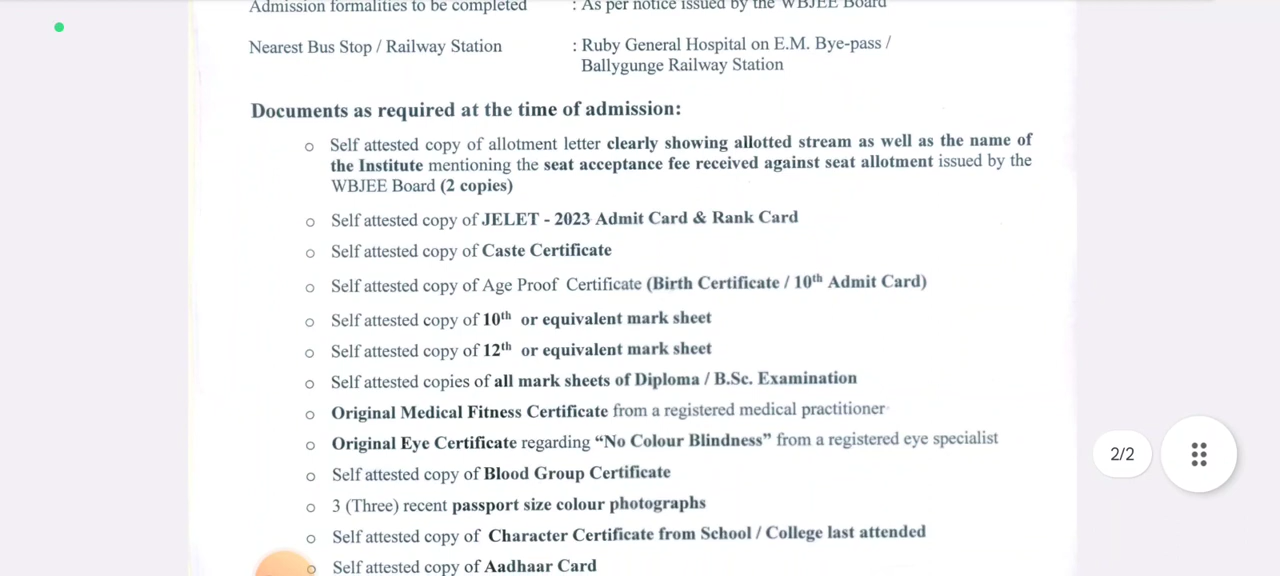 Admission formalities to be completed : As per notice issued by the WBJEE Board
Nearest Bus Stop / Railway Station : Ruby General Hospital on E.M. Bye-pass /
Ballygunge Railway Station
Documents as required at the time of admission:
○ Self attested copy of allotment letter clearly showing allotted stream as well as the name of
the Institute mentioning the seat acceptance fee received against seat allotment issued by the
WBJEE Board (2 copies)
○ Self attested copy of JELET - 2023 Admit Card & Rank Card
○ Self attested copy of Caste Certificate
○ Self attested copy of Age Proof Certificate (Birth Certificate / 10th Admit Card)
○ Self attested copy of 10th or equivalent mark sheet
○ Self attested copy of 12th or equivalent mark sheet
○ Self attested copies of all mark sheets of Diploma / B.Sc. Examination
○ Original Medical Fitness Certificate from a registered medical practitioner
○ Original Eye Certificate regarding “No Colour Blindness” from a registered eye specialist
○ Self attested copy of Blood Group Certificate
○ 3 (Three) recent passport size colour photographs
○ Self attested copy of Character Certificate from School / College last attended
○ Self attested copy of Aadhaar Card
2/2